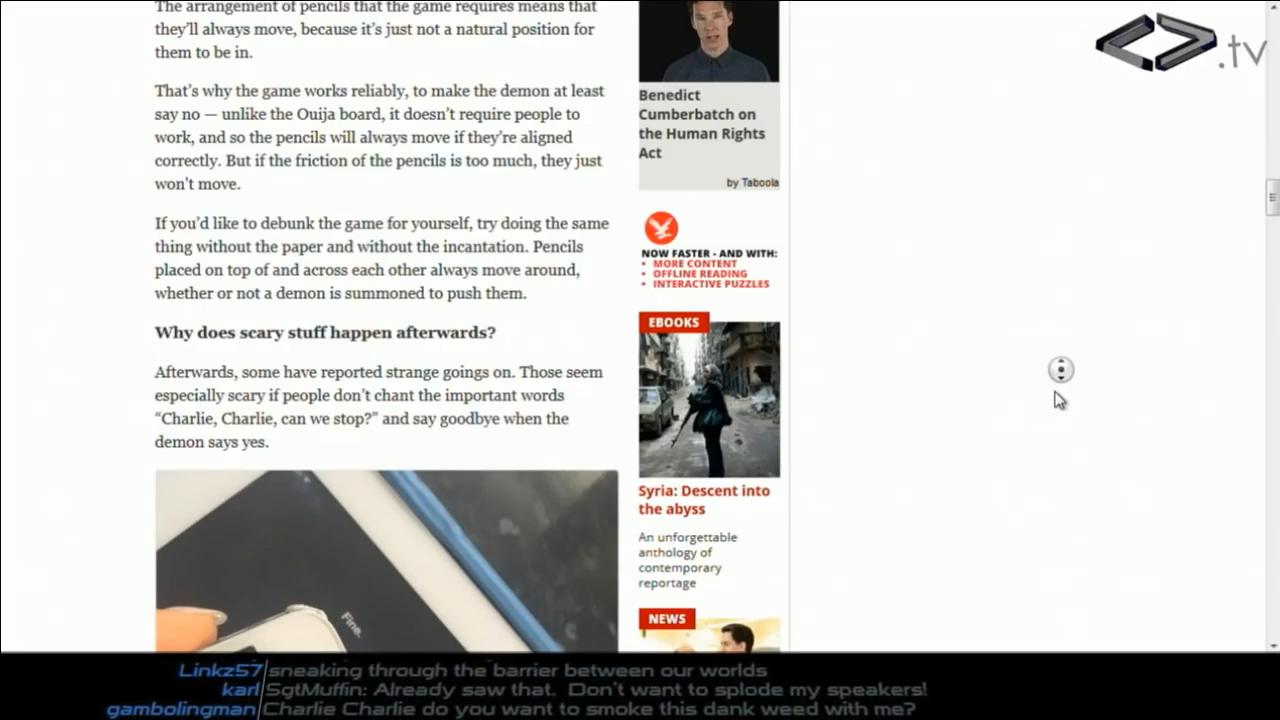 The arrangement of pencils that the game requires means that
they'll always move, because it's just not a natural position for
them to be in.
That's why the game works reliably, to make the demon at least
say no — unlike the Ouija board, it doesn't require people to
work, and so the pencils will always move if they're aligned
correctly. But if the friction of the pencils is too much, they just
won't move.
If you'd like to debunk the game for yourself, try doing the same
thing without the paper and without the incantation. Pencils
placed on top of and across each other always move around,
whether or not a demon is summoned to push them.
Why does scary stuff happen afterwards?
Afterwards, some have reported strange goings on. Those seem
especially scary if people don't chant the important words
“Charlie, Charlie, can we stop?” and say goodbye when the
demon says yes.
Fine.
Benedict
Cumberbatch on
the Human Rights
Act
by Taboola
NOW FASTER - AND WITH:
• MORE CONTENT
• OFFLINE READING
• INTERACTIVE PUZZLES
EBOOKS
Syria: Descent into
the abyss
An unforgettable
anthology of
contemporary
reportage
NEWS
<>.tv
Linkz57 sneaking through the barrier between our worlds
karl SgtMuffin: Already saw that. Don't want to splode my speakers!
gambolingman Charlie Charlie do you want to smoke this dank weed with me?